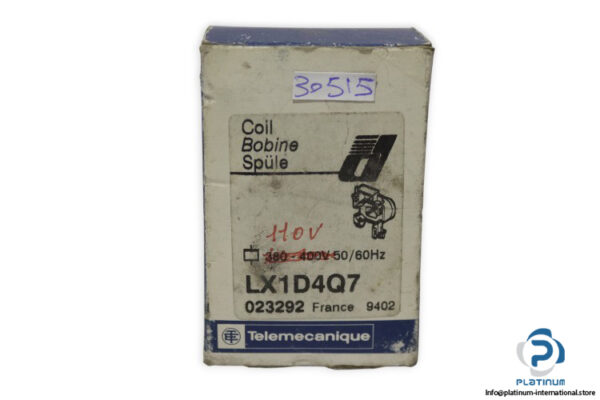 30515
Coil
Bobine
Spüle
110V
380 - 400V 50/60Hz
LX1D4Q7
023292 France 9402
Telemecanique
PLATINUM
Info@platinum-international.store